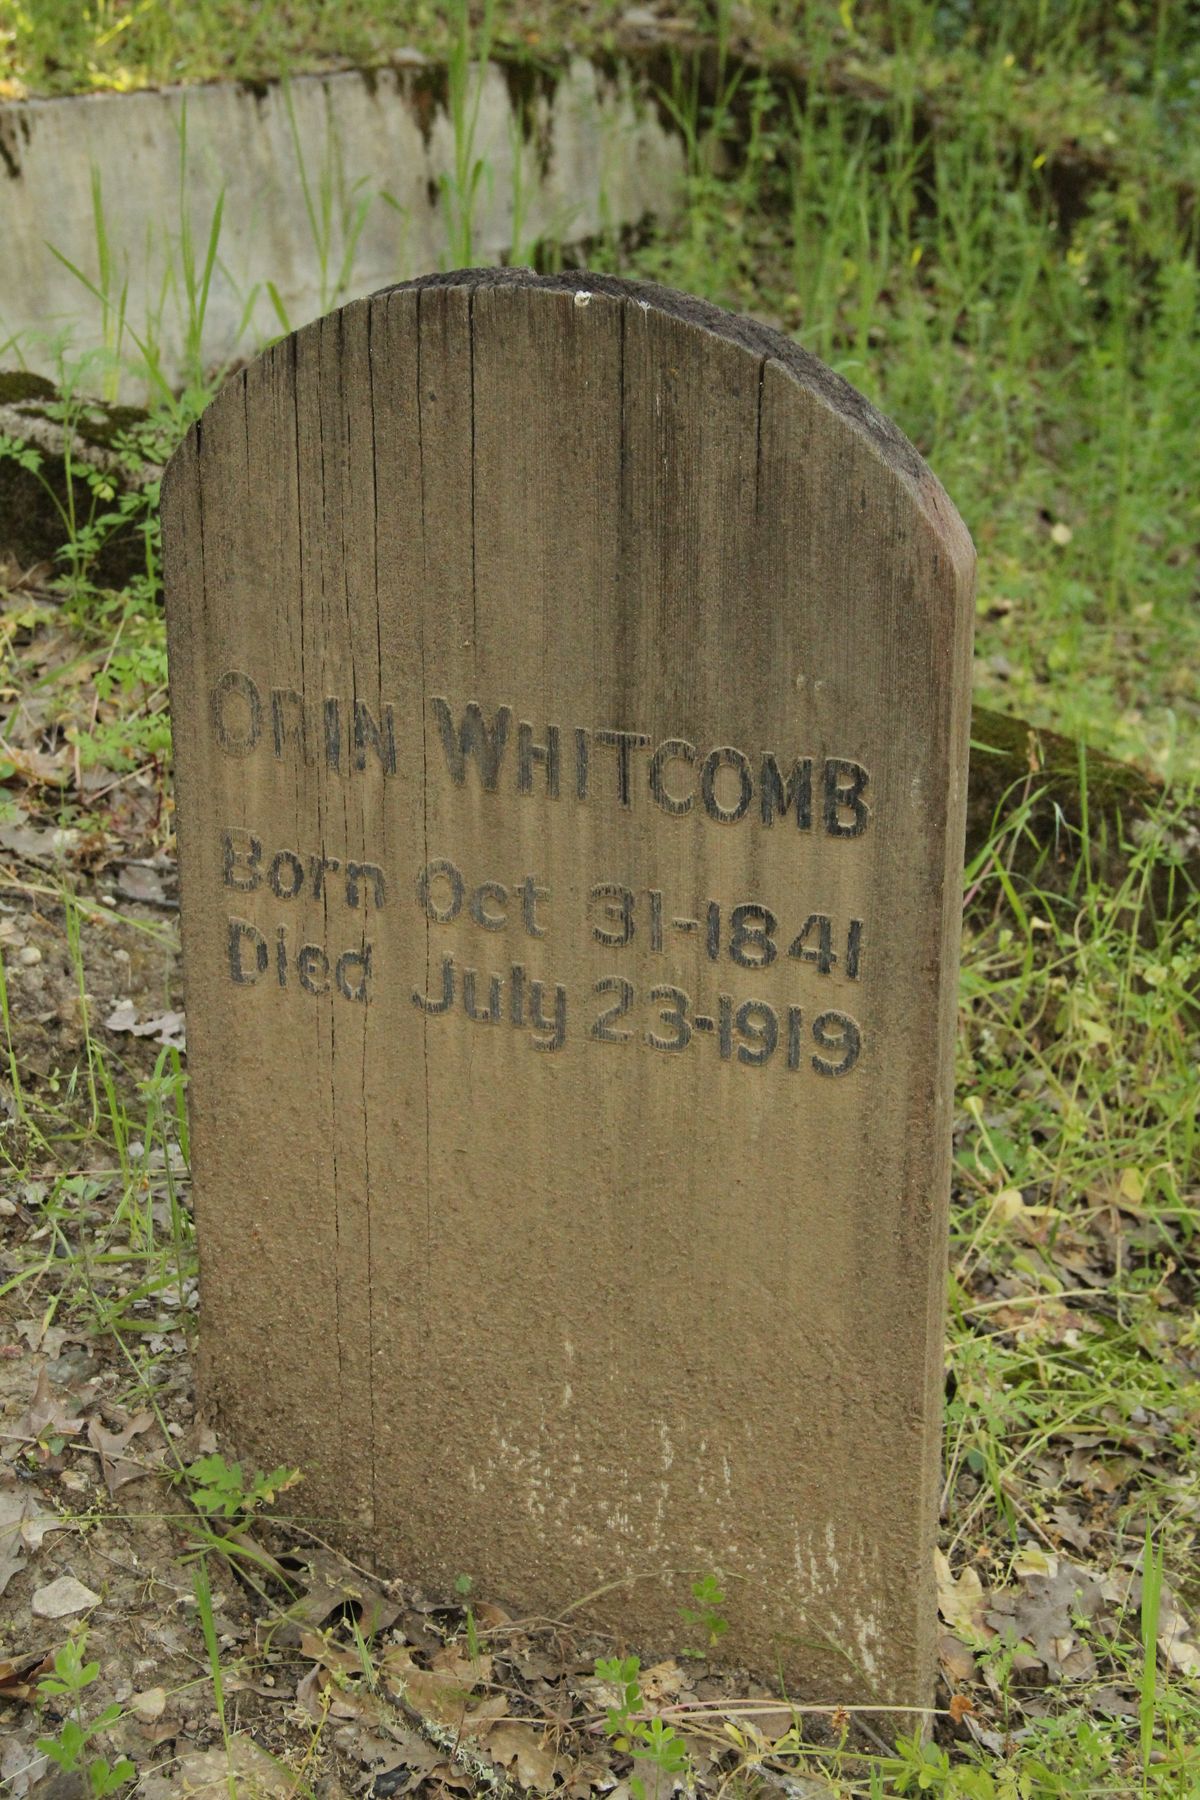 ORIN WHITCOMB
Born Oct 31-1841
Died July 23-1919